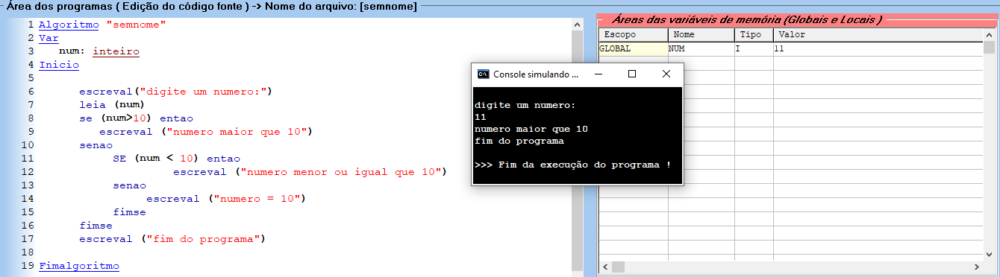 Área dos programas ( Edição do código fonte ) -> Nome do arquivo: [semnome]
1 Algoritmo "semnome"
2 Var
3 num: inteiro
4 Inicio
5
6 escreval("digite um numero:")
7 leia (num)
8 se (num>10) entao
9 escreval ("numero maior que 10")
10 senao
11 SE (num < 10) entao
12 escreval ("numero menor ou igual que 10")
13 senao
14 escreval ("numero = 10")
15 fimse
16 fimse
17 escreval ("fim do programa")
18
19 Fimalgoritmo
Console simulando ...
digite um numero:
11
numero maior que 10
fim do programa
>>> Fim da execução do programa !
Áreas das variáveis de memória (Globais e Locais )
Escopo Nome Tipo Valor
GLOBAL NUM I 11